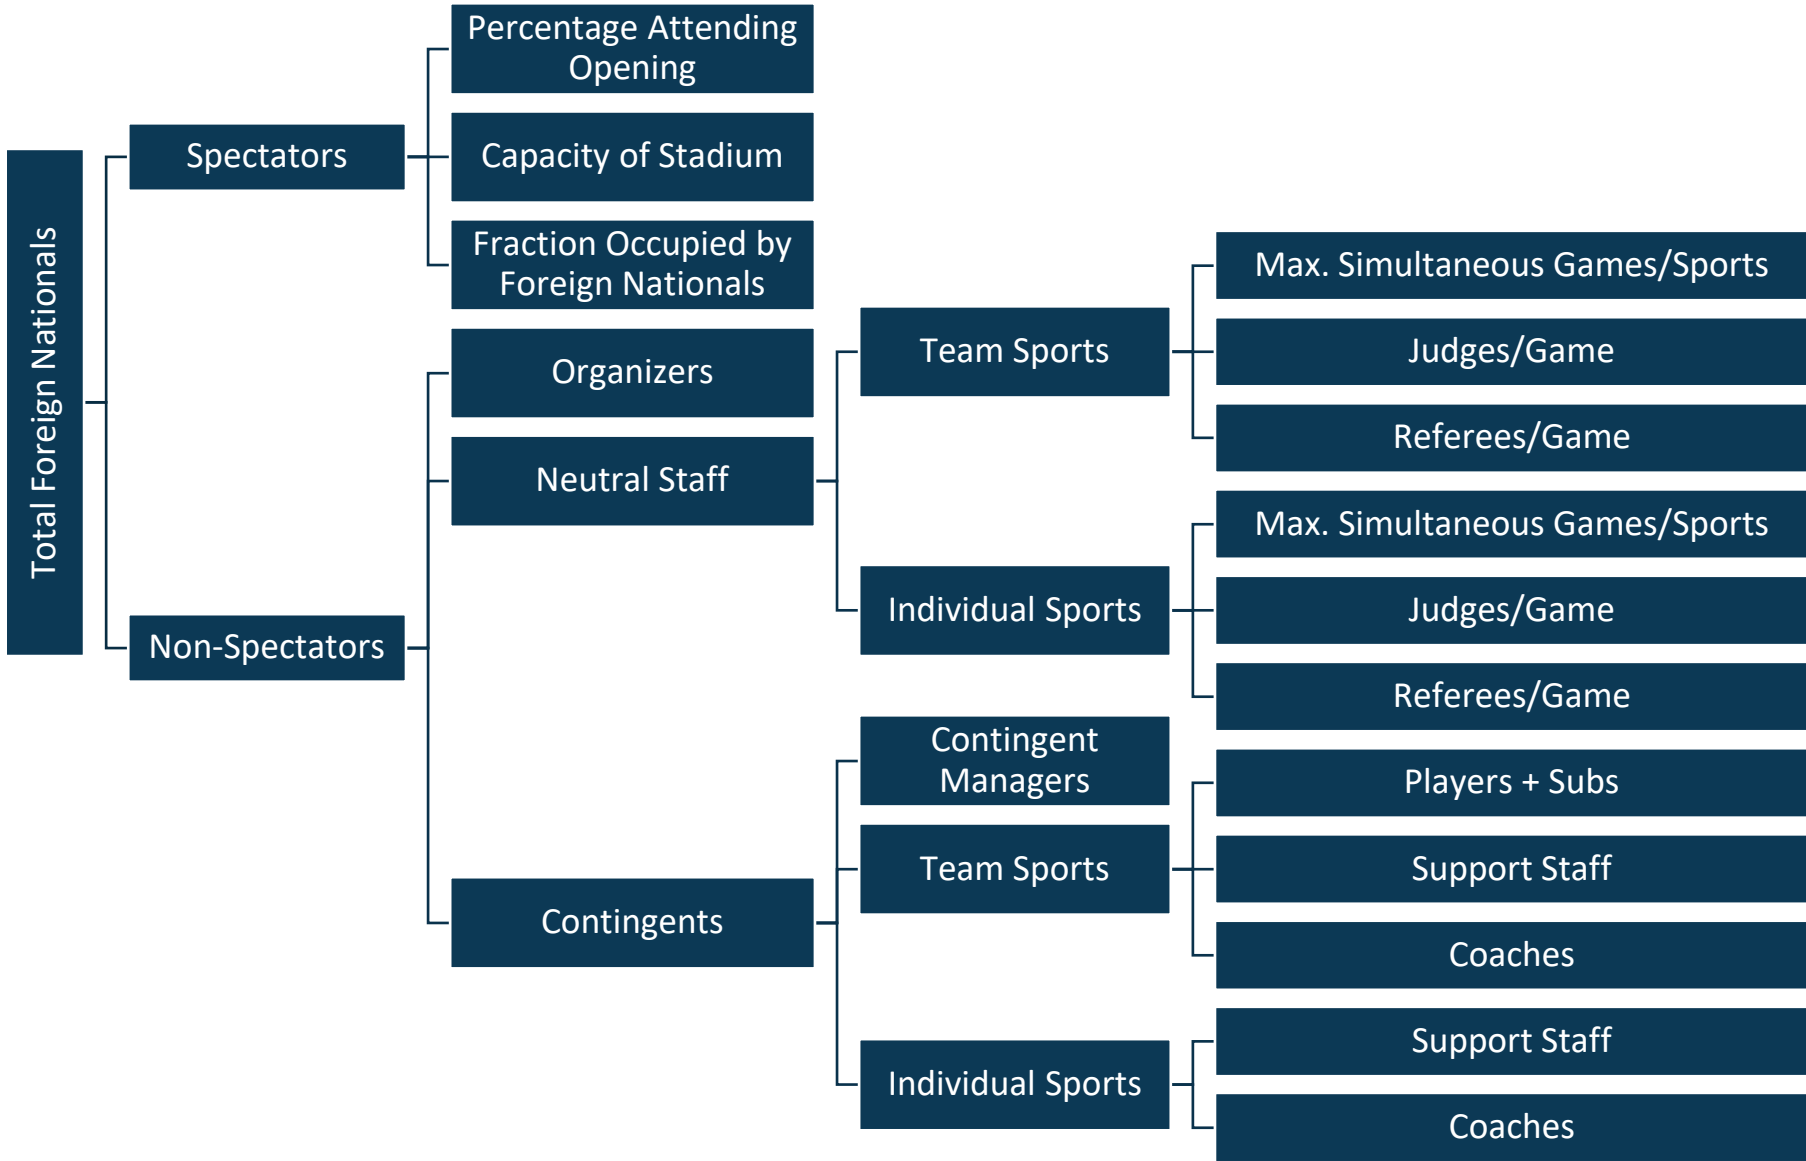 Total Foreign Nationals
Spectators
Percentage Attending
Opening
Capacity of Stadium
Fraction Occupied by
Foreign Nationals
Non-Spectators
Organizers
Neutral Staff
Team Sports
Max. Simultaneous Games/Sports
Judges/Game
Referees/Game
Individual Sports
Max. Simultaneous Games/Sports
Judges/Game
Referees/Game
Contingents
Contingent
Managers
Team Sports
Players + Subs
Support Staff
Coaches
Individual Sports
Support Staff
Coaches